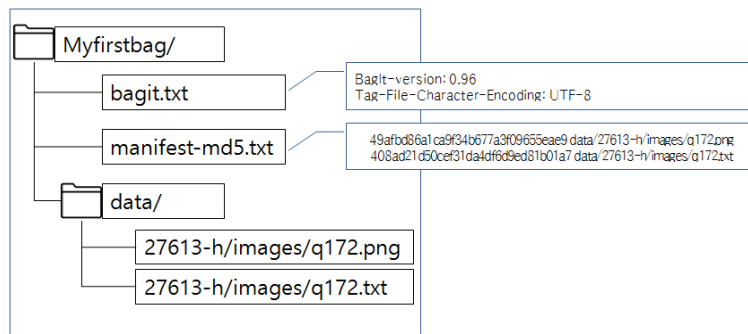 Myfirstbag/
bagit.txt
BagIt-version: 0.96
Tag-File-Character-Encoding: UTF-8
manifest-md5.txt
49afbd86a1ca9f34b677a3f09655eae9 data/27613-h/images/q172.png
408ad21d50cef31da4df6d9ed81b01a7 data/27613-h/images/q172.txt
data/
27613-h/images/q172.png
27613-h/images/q172.txt